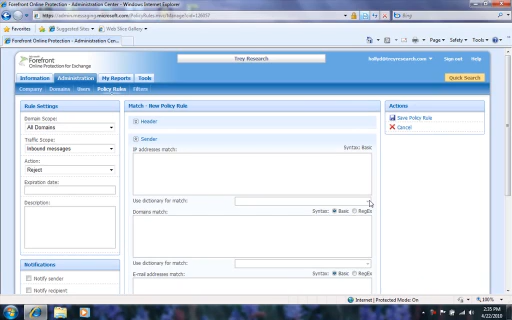 Forefront Online Protection - Administration Center - Windows Internet Explorer
https://admin.messaging.microsoft.com/
Bing
Favorites
Suggested Sites
Web Slice Gallery
Forefront Online Protection - Administration Cen...
Page
Safety
Tools
Forefront
Online Protection for Exchange
Troy Research
Sign out
Help
Information
Administration
My Reports
Tools
Quick Search
Company
Domains
Users
Policy Rules
Filters
Rule Settings
Domain Scope:
All Domains
Traffic Scope:
Inbound messages
Action:
Reject
Expiration date:
Description:
Notifications
Notify sender
Notify recipient
Match - New Policy Rule
Header
Sender
IP addresses match:
Syntax: Basic
Use dictionary for match:
Domains match:
Syntax: Basic RegEx
Use dictionary for match:
E-mail addresses match:
Syntax: Basic RegEx
Actions
Save Policy Rule
Cancel
Internet | Protected Mode: On
100%
2:35 PM
4/22/2010